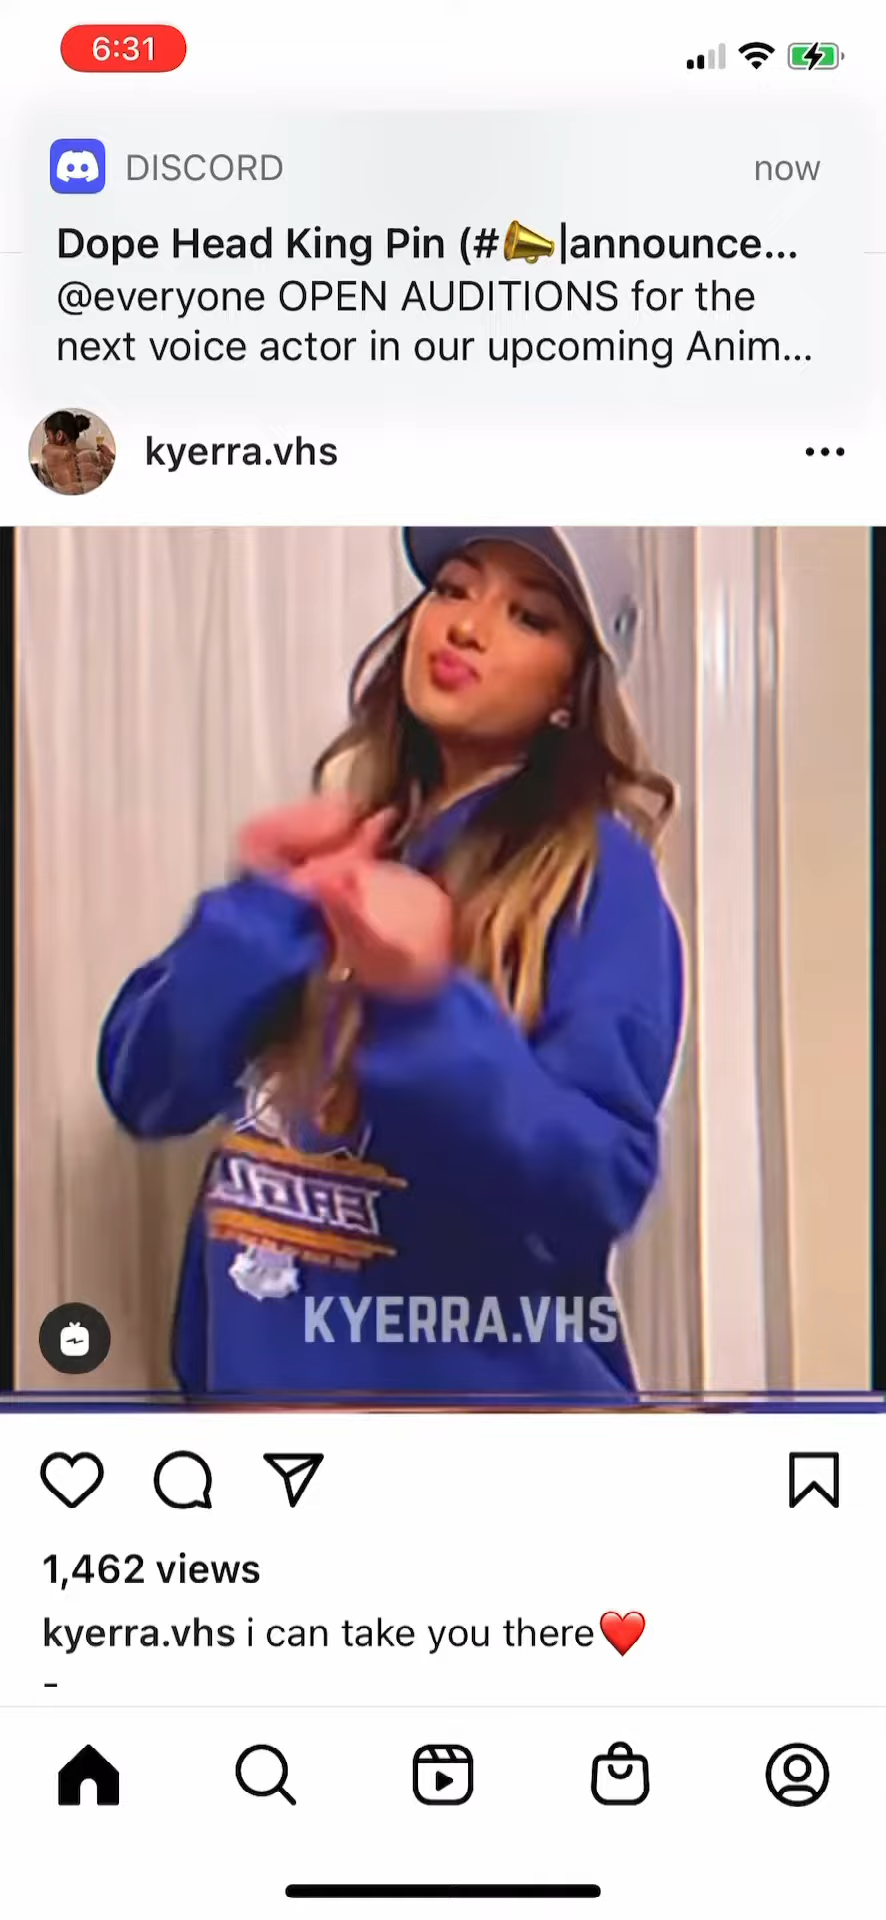 6:31
DISCORD
now
Dope Head King Pin (#📣|announce...
@everyone OPEN AUDITIONS for the
next voice actor in our upcoming Anim...
kyerra.vhs
KYERRA.VHS
1,462 views
kyerra.vhs i can take you there❤️
-